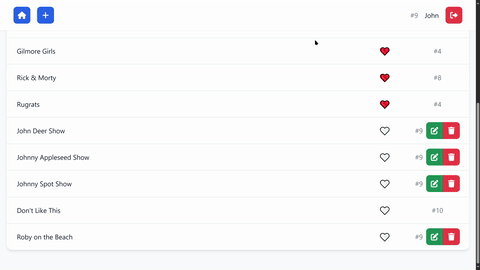 #9 John
Gilmore Girls #4
Rick & Morty #8
Rugrats #4
John Deer Show #9
Johnny Appleseed Show #9
Johnny Spot Show #9
Don't Like This #10
Roby on the Beach #9